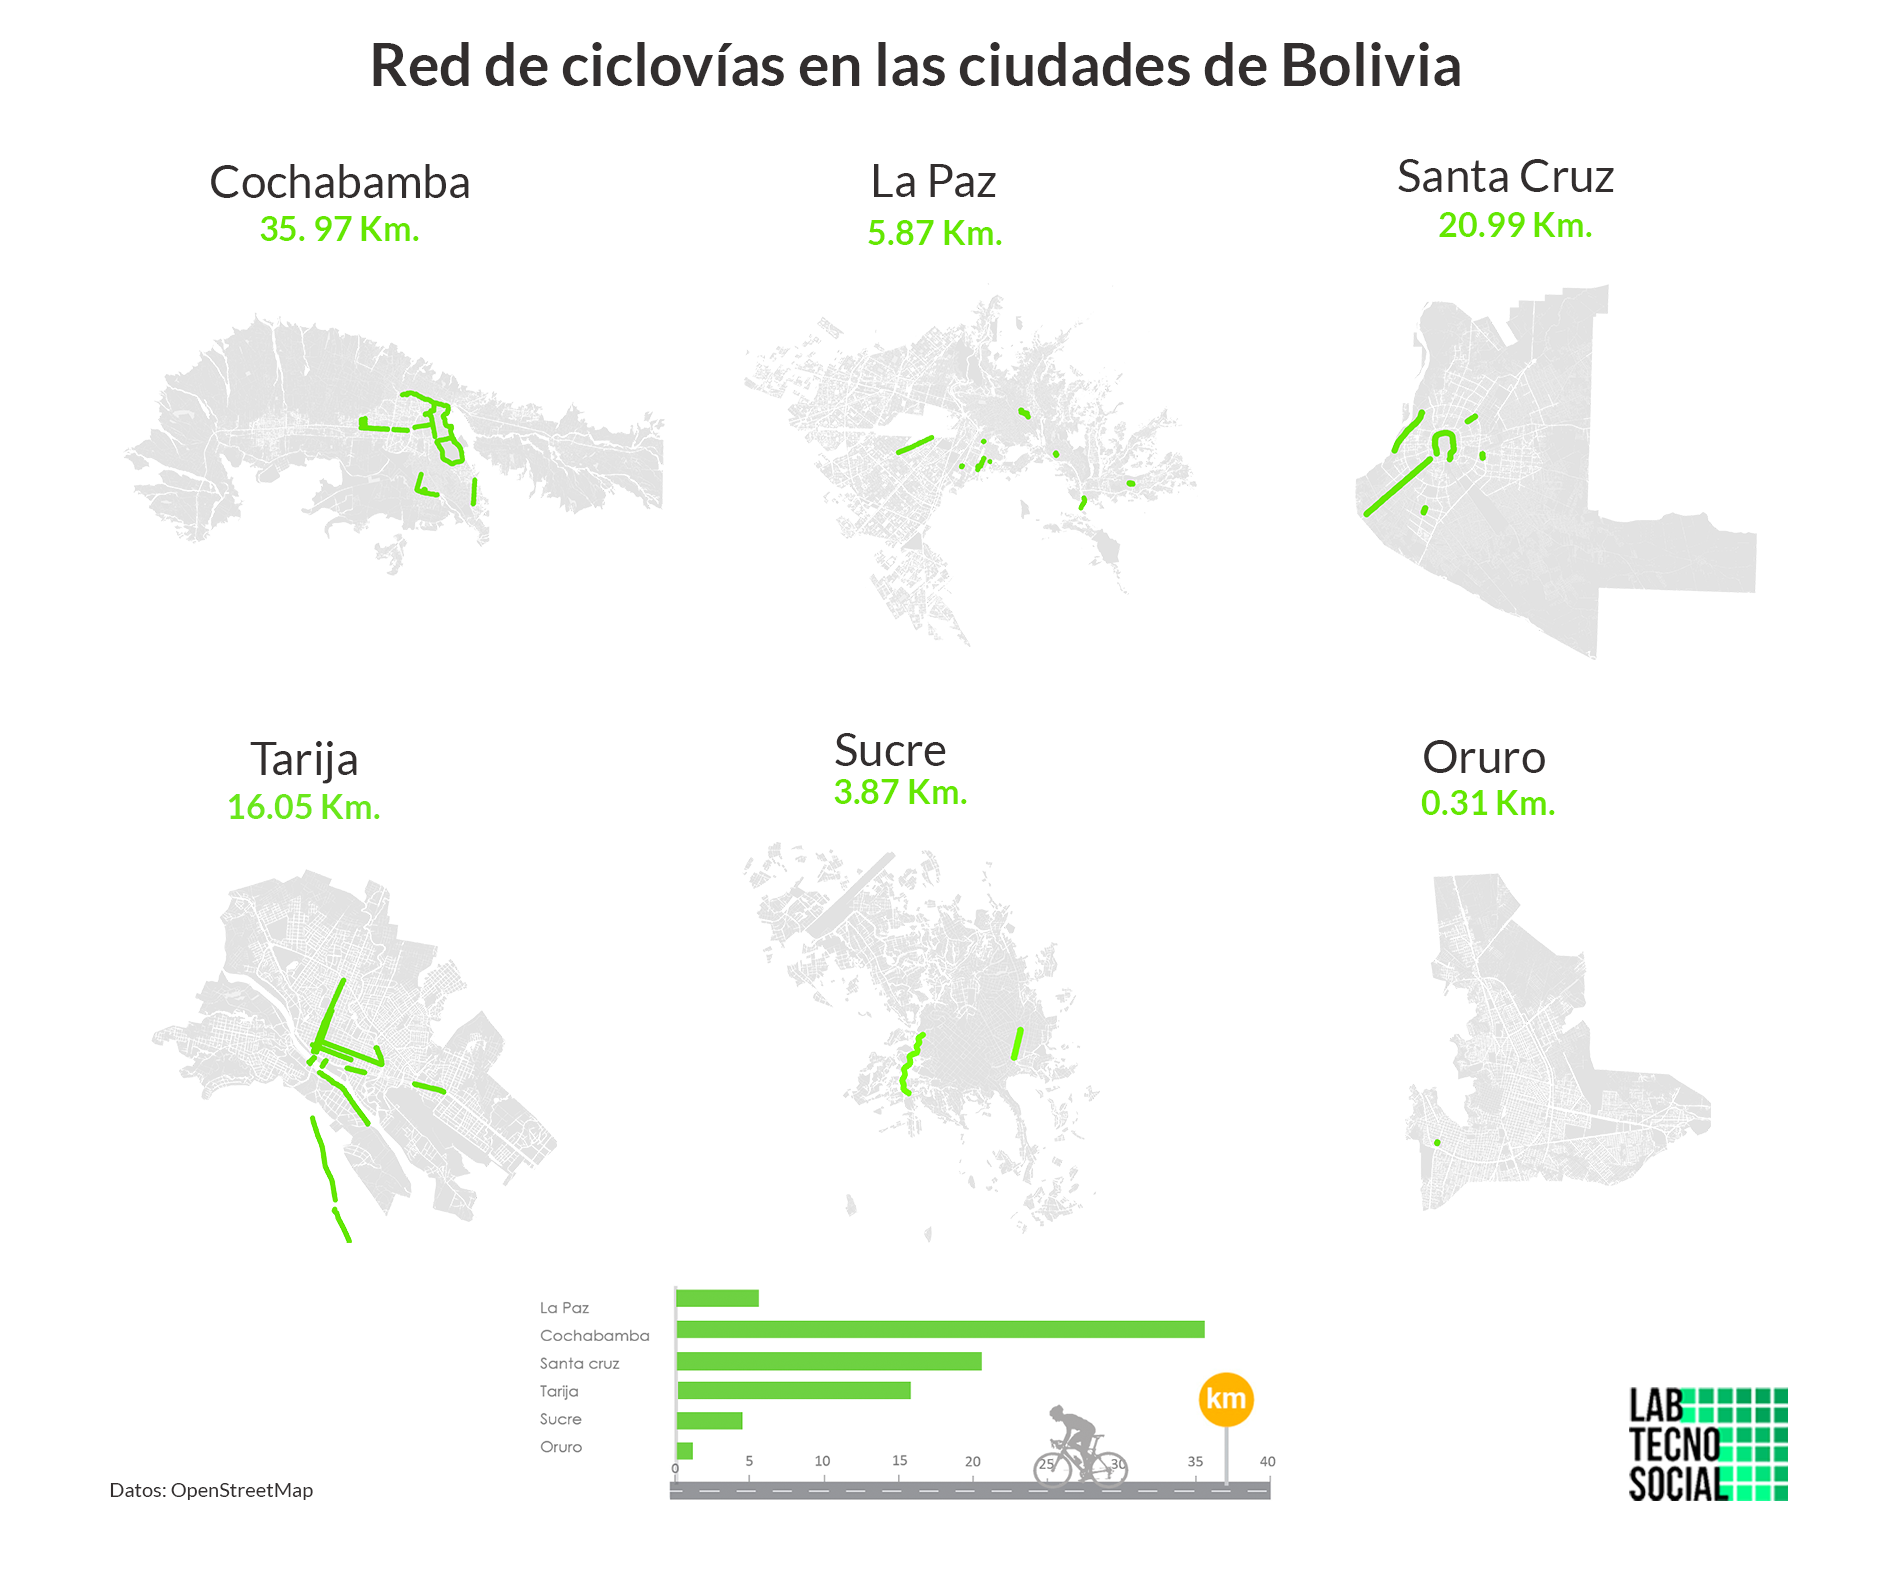 Red de ciclovías en las ciudades de Bolivia
Cochabamba
35. 97 Km.
La Paz
5.87 Km.
Santa Cruz
20.99 Km.
Tarija
16.05 Km.
Sucre
3.87 Km.
Oruro
0.31 Km.
La Paz
Cochabamba
Santa cruz
Tarija
Sucre
Oruro
0 5 10 15 20 25 30 35 40
km
Datos: OpenStreetMap
LAB
TECNO
SOCIAL